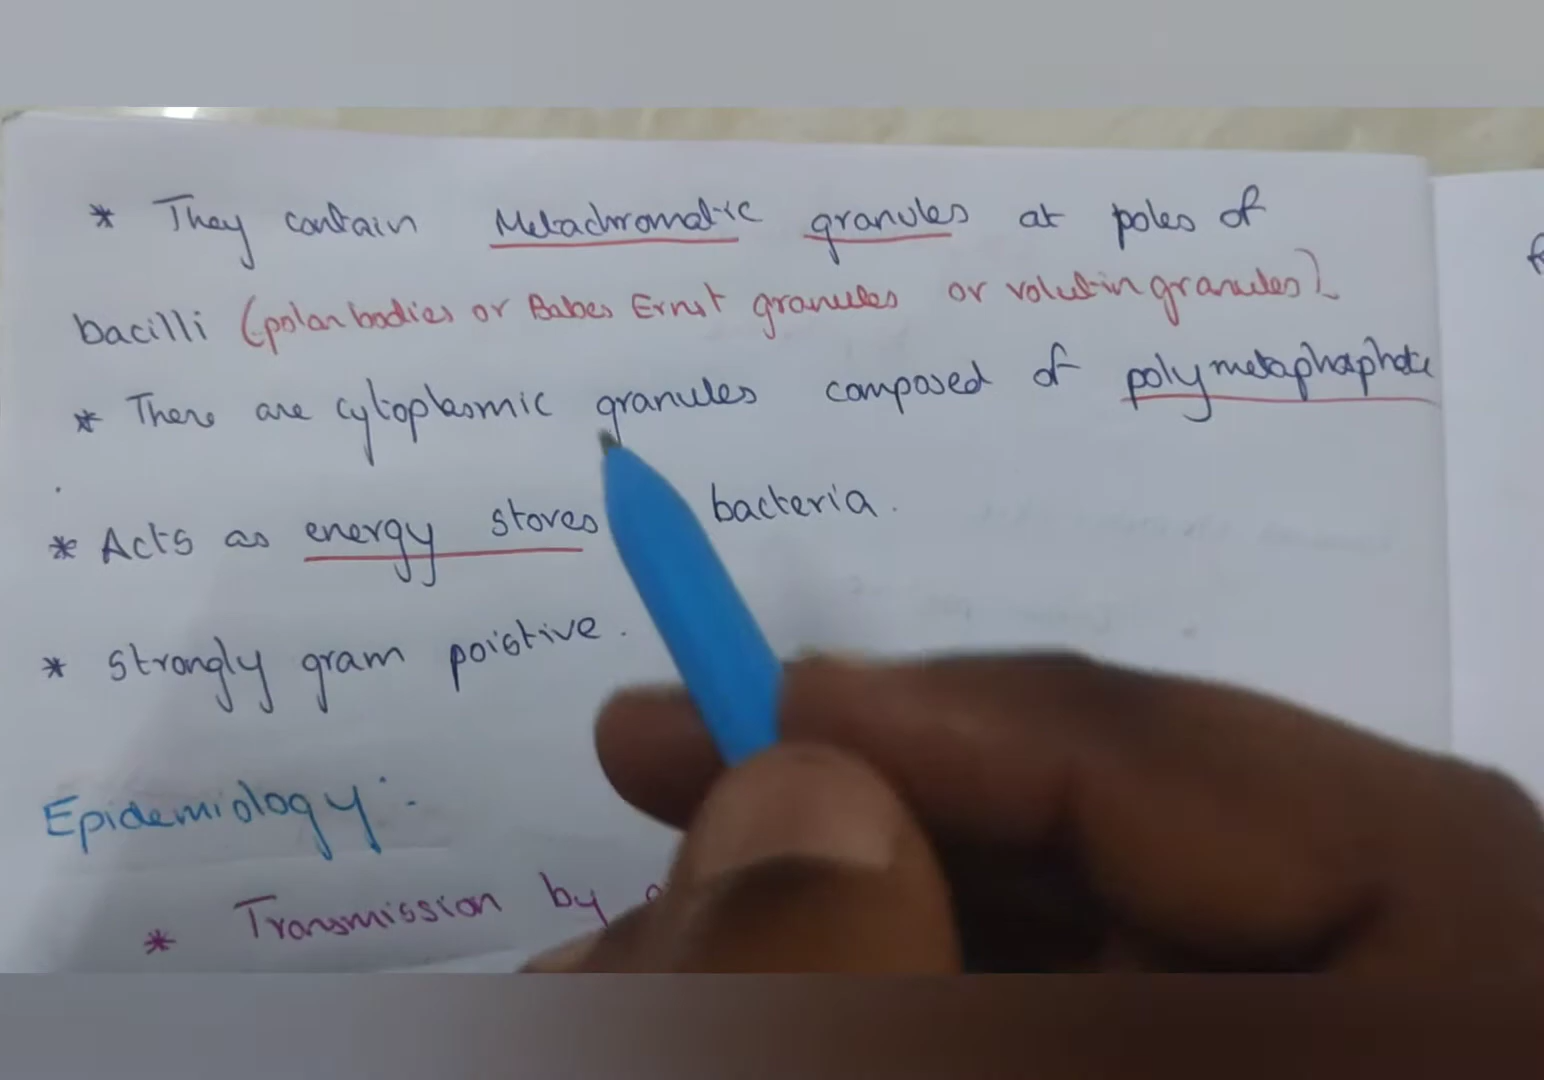 * They contain Metachromatic granules at poles of
bacilli (polar bodies or Babes Ernst granules or volutin granules)
* There are cytoplasmic granules composed of polymetaphosphate
* Acts as energy stores bacteria.
* Strongly gram poistive.
Epidemiology :-
* Transmission by